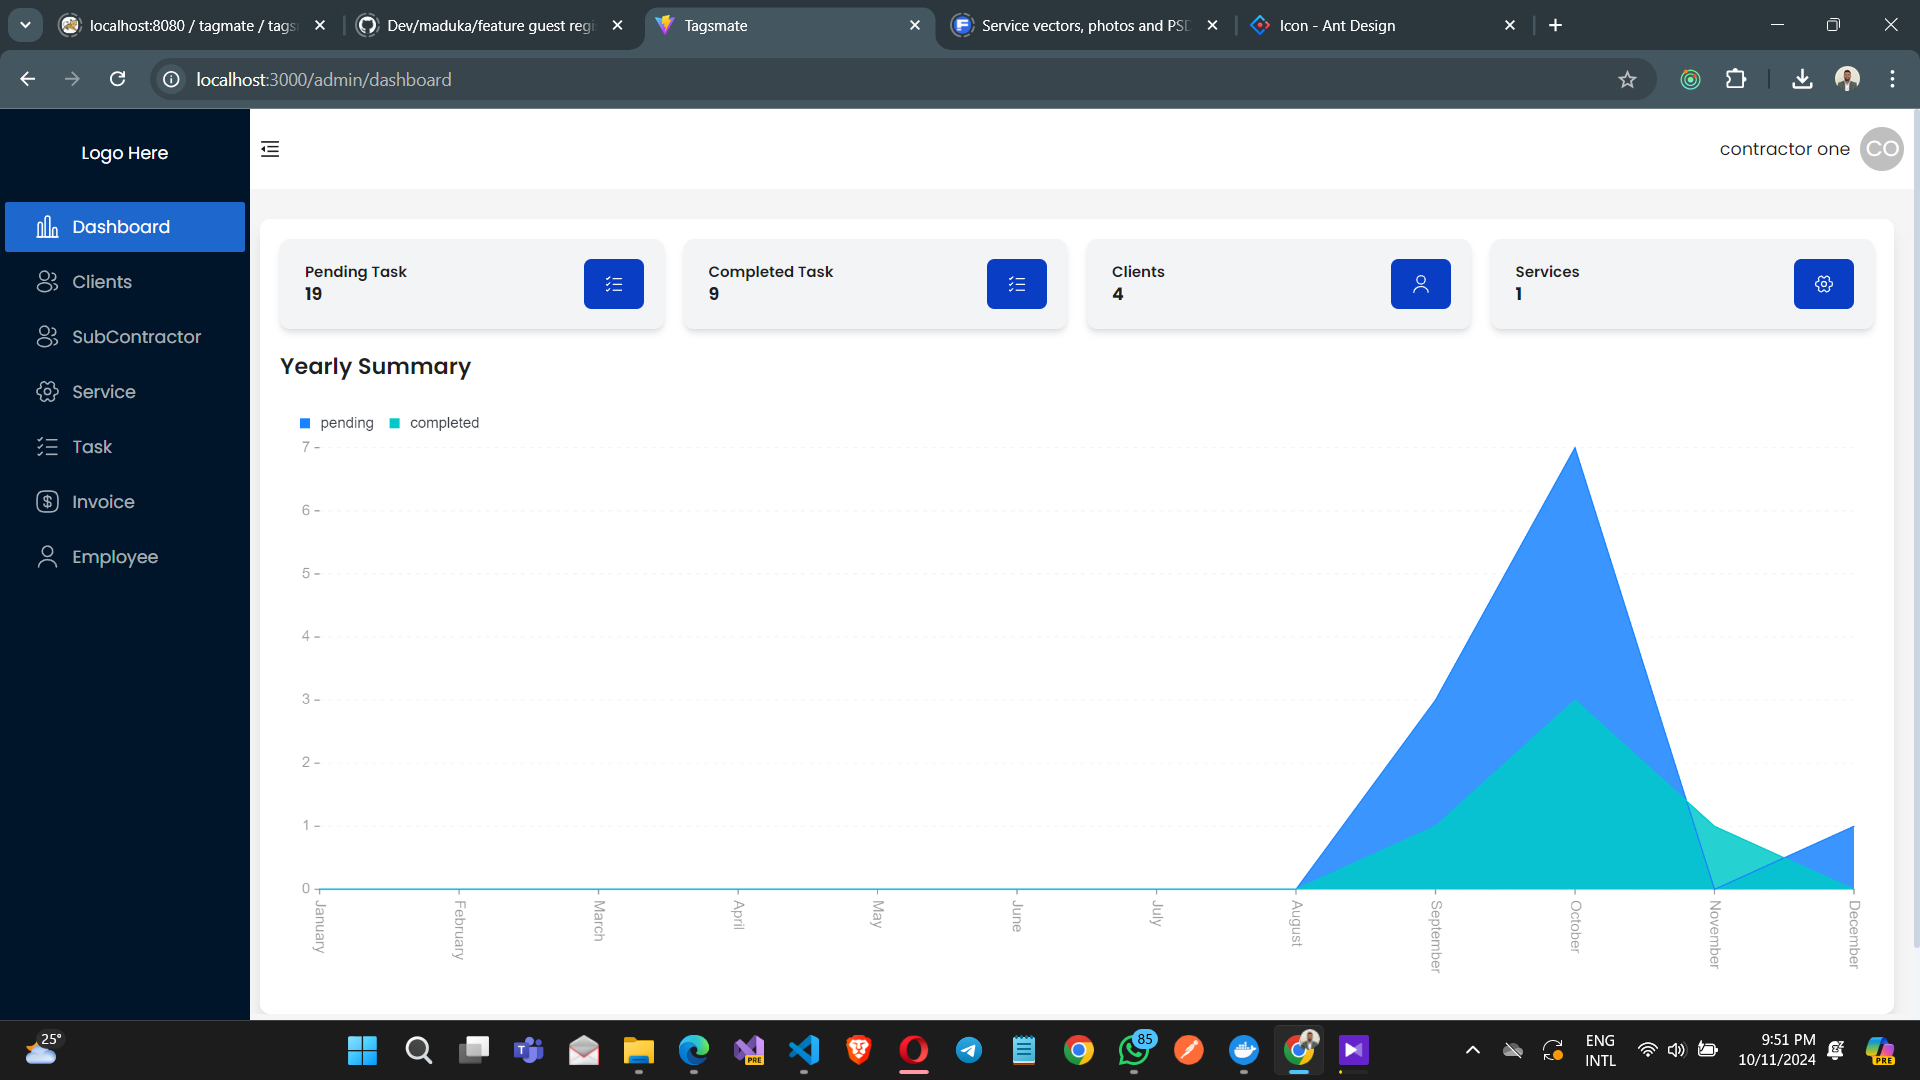 localhost:8080 / tagmate / tags
Dev/maduka/feature guest regi
Tagsmate
Service vectors, photos and PSD
Icon - Ant Design
localhost:3000/admin/dashboard
Logo Here
contractor one
CO
Dashboard
Clients
SubContractor
Service
Task
Invoice
Employee
Pending Task
19
Completed Task
9
Clients
4
Services
1
Yearly Summary
pending
completed
7
6
5
4
3
2
1
0
January
February
March
April
May
June
July
August
September
October
November
December
25°
PRE
85
ENG
INTL
9:51 PM
10/11/2024
PRE